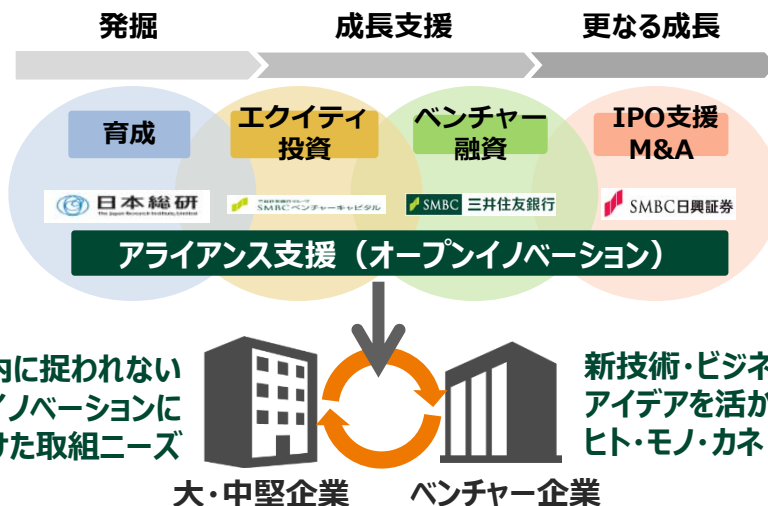 発掘
成長支援
更なる成長
育成
エクイティ
投資
ベンチャー
融資
IPO支援
M&A
日本総研
The Japan Research Institute, Limited
SMBCベンチャーキャピタル
SMBC 三井住友銀行
SMBC日興証券
アライアンス支援（オープンイノベーション）
内に捉われない
イノベーションに
けた取組ニーズ
新技術・ビジネ
アイデアを活か
ヒト・モノ・カネ
大・中堅企業
ベンチャー企業